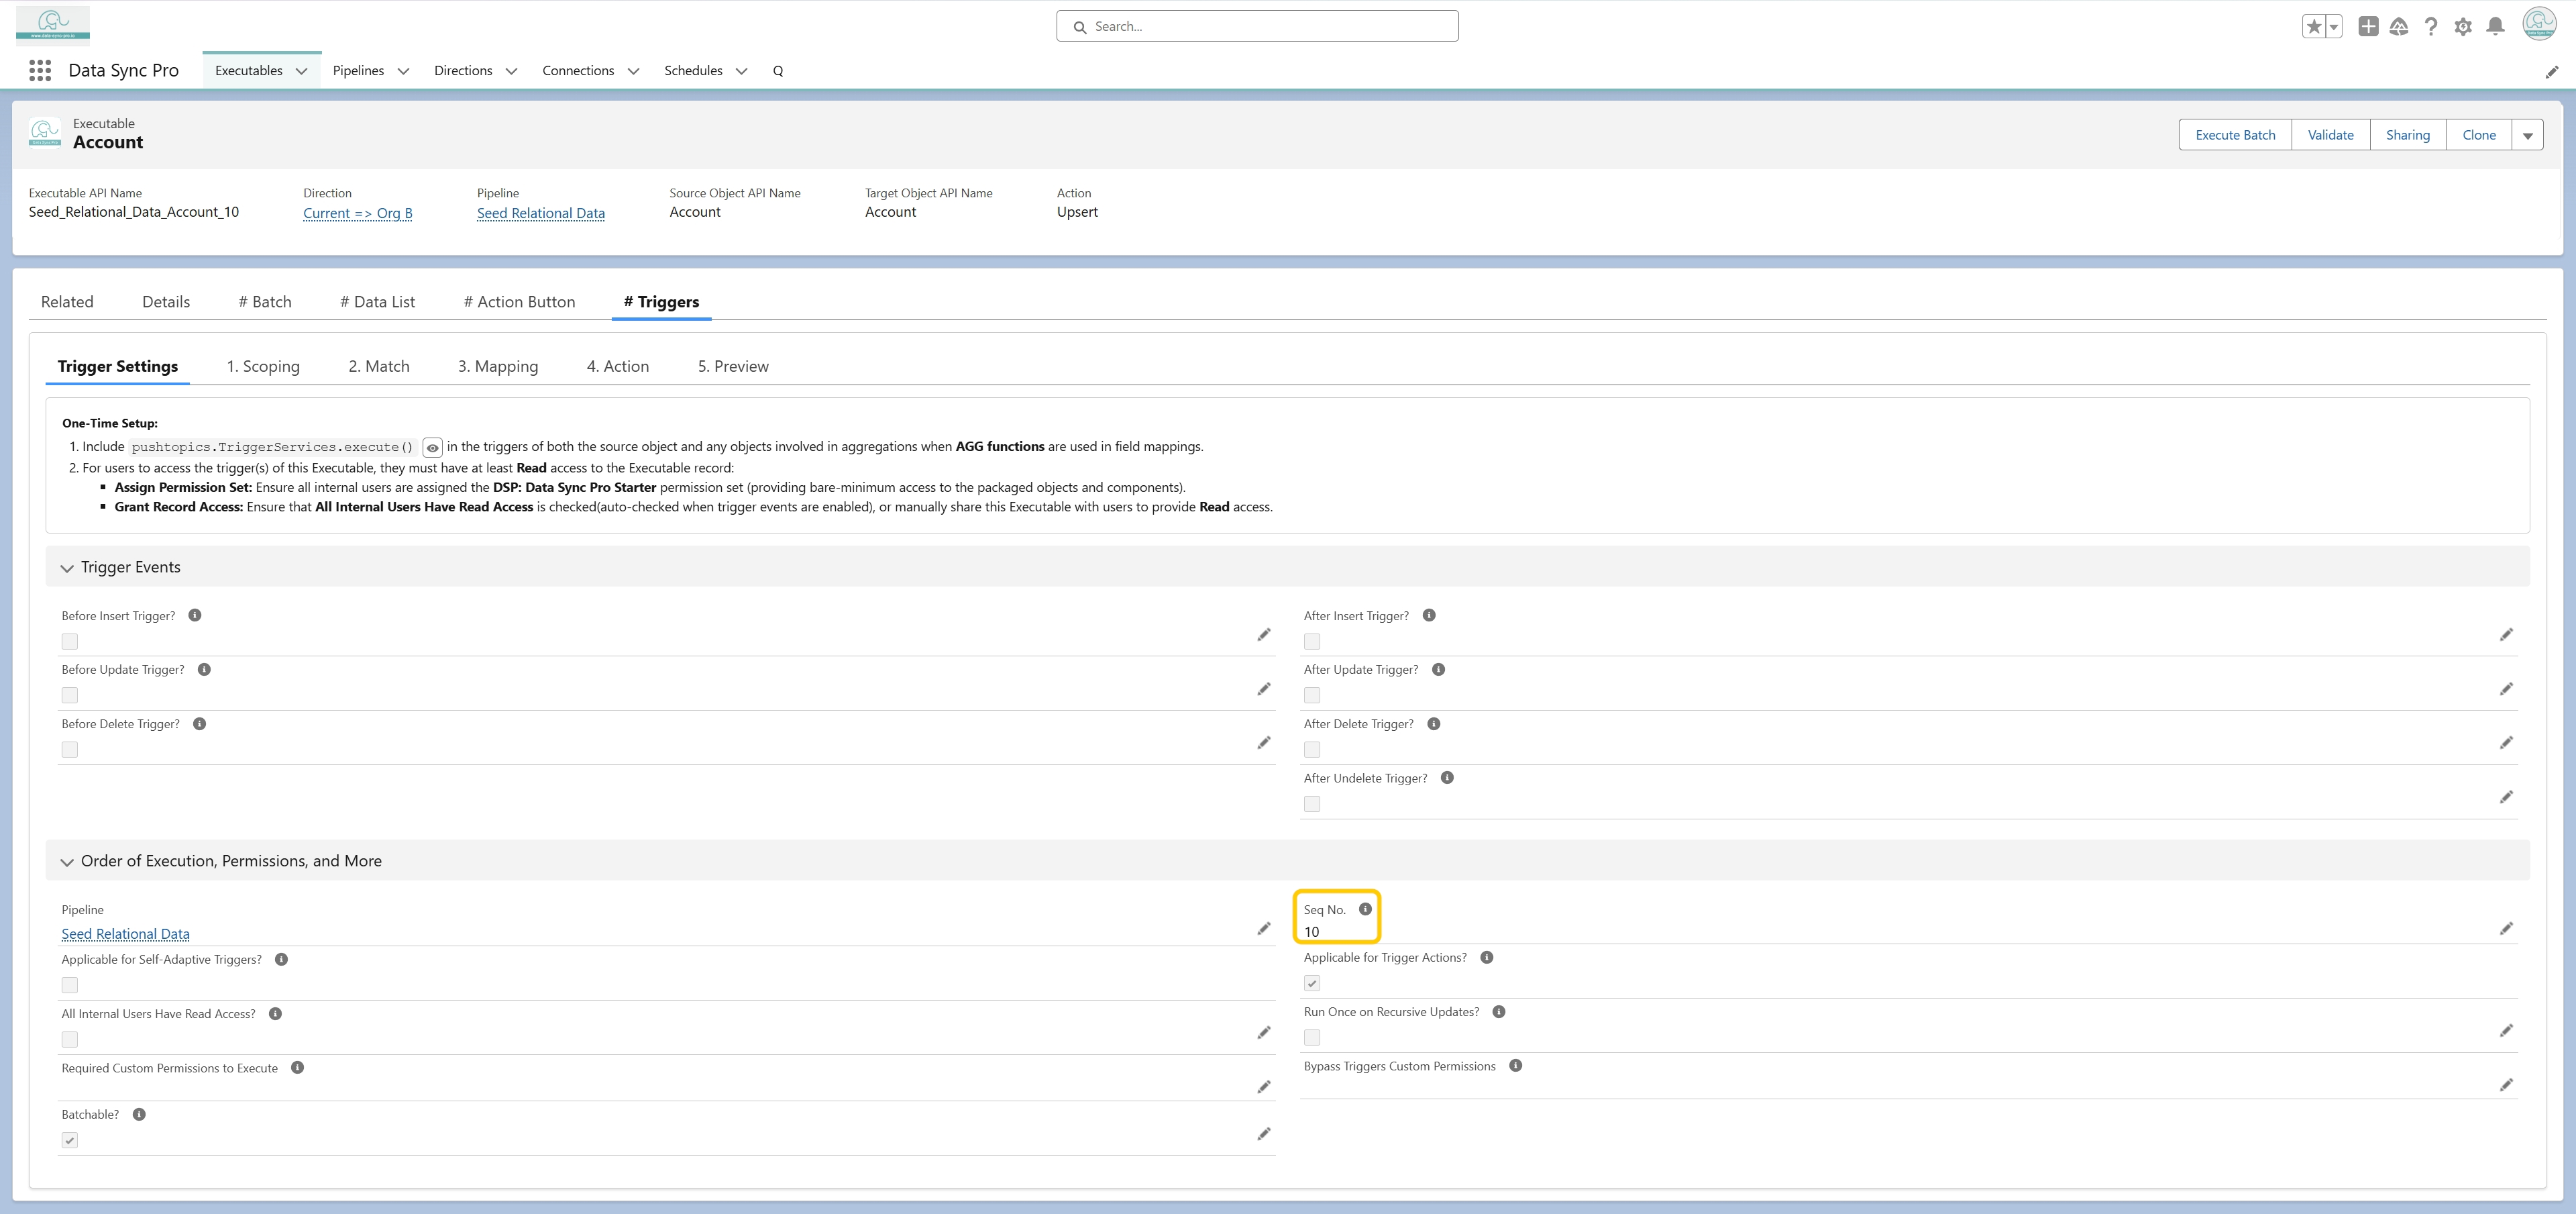 Search...
Data Sync Pro
Executables
Pipelines
Directions
Connections
Schedules
Q
Executable
Account
Execute Batch
Validate
Sharing
Clone
Executable API Name
Seed_Relational_Data_Account_10
Direction
Current => Org B
Pipeline
Seed Relational Data
Source Object API Name
Account
Target Object API Name
Account
Action
Upsert
Related
Details
# Batch
# Data List
# Action Button
# Triggers
Trigger Settings
1. Scoping
2. Match
3. Mapping
4. Action
5. Preview
One-Time Setup:
1. Include pushtopics.TriggerServices.execute() in the triggers of both the source object and any objects involved in aggregations when AGG functions are used in field mappings.
2. For users to access the trigger(s) of this Executable, they must have at least Read access to the Executable record:
▪ Assign Permission Set: Ensure all internal users are assigned the DSP: Data Sync Pro Starter permission set (providing bare-minimum access to the packaged objects and components).
▪ Grant Record Access: Ensure that All Internal Users Have Read Access is checked(auto-checked when trigger events are enabled), or manually share this Executable with users to provide Read access.
Trigger Events
Before Insert Trigger?
After Insert Trigger?
Before Update Trigger?
After Update Trigger?
Before Delete Trigger?
After Delete Trigger?
After Undelete Trigger?
Order of Execution, Permissions, and More
Pipeline
Seed Relational Data
Seq No.
10
Applicable for Self-Adaptive Triggers?
Applicable for Trigger Actions?
All Internal Users Have Read Access?
Run Once on Recursive Updates?
Required Custom Permissions to Execute
Bypass Triggers Custom Permissions
Batchable?